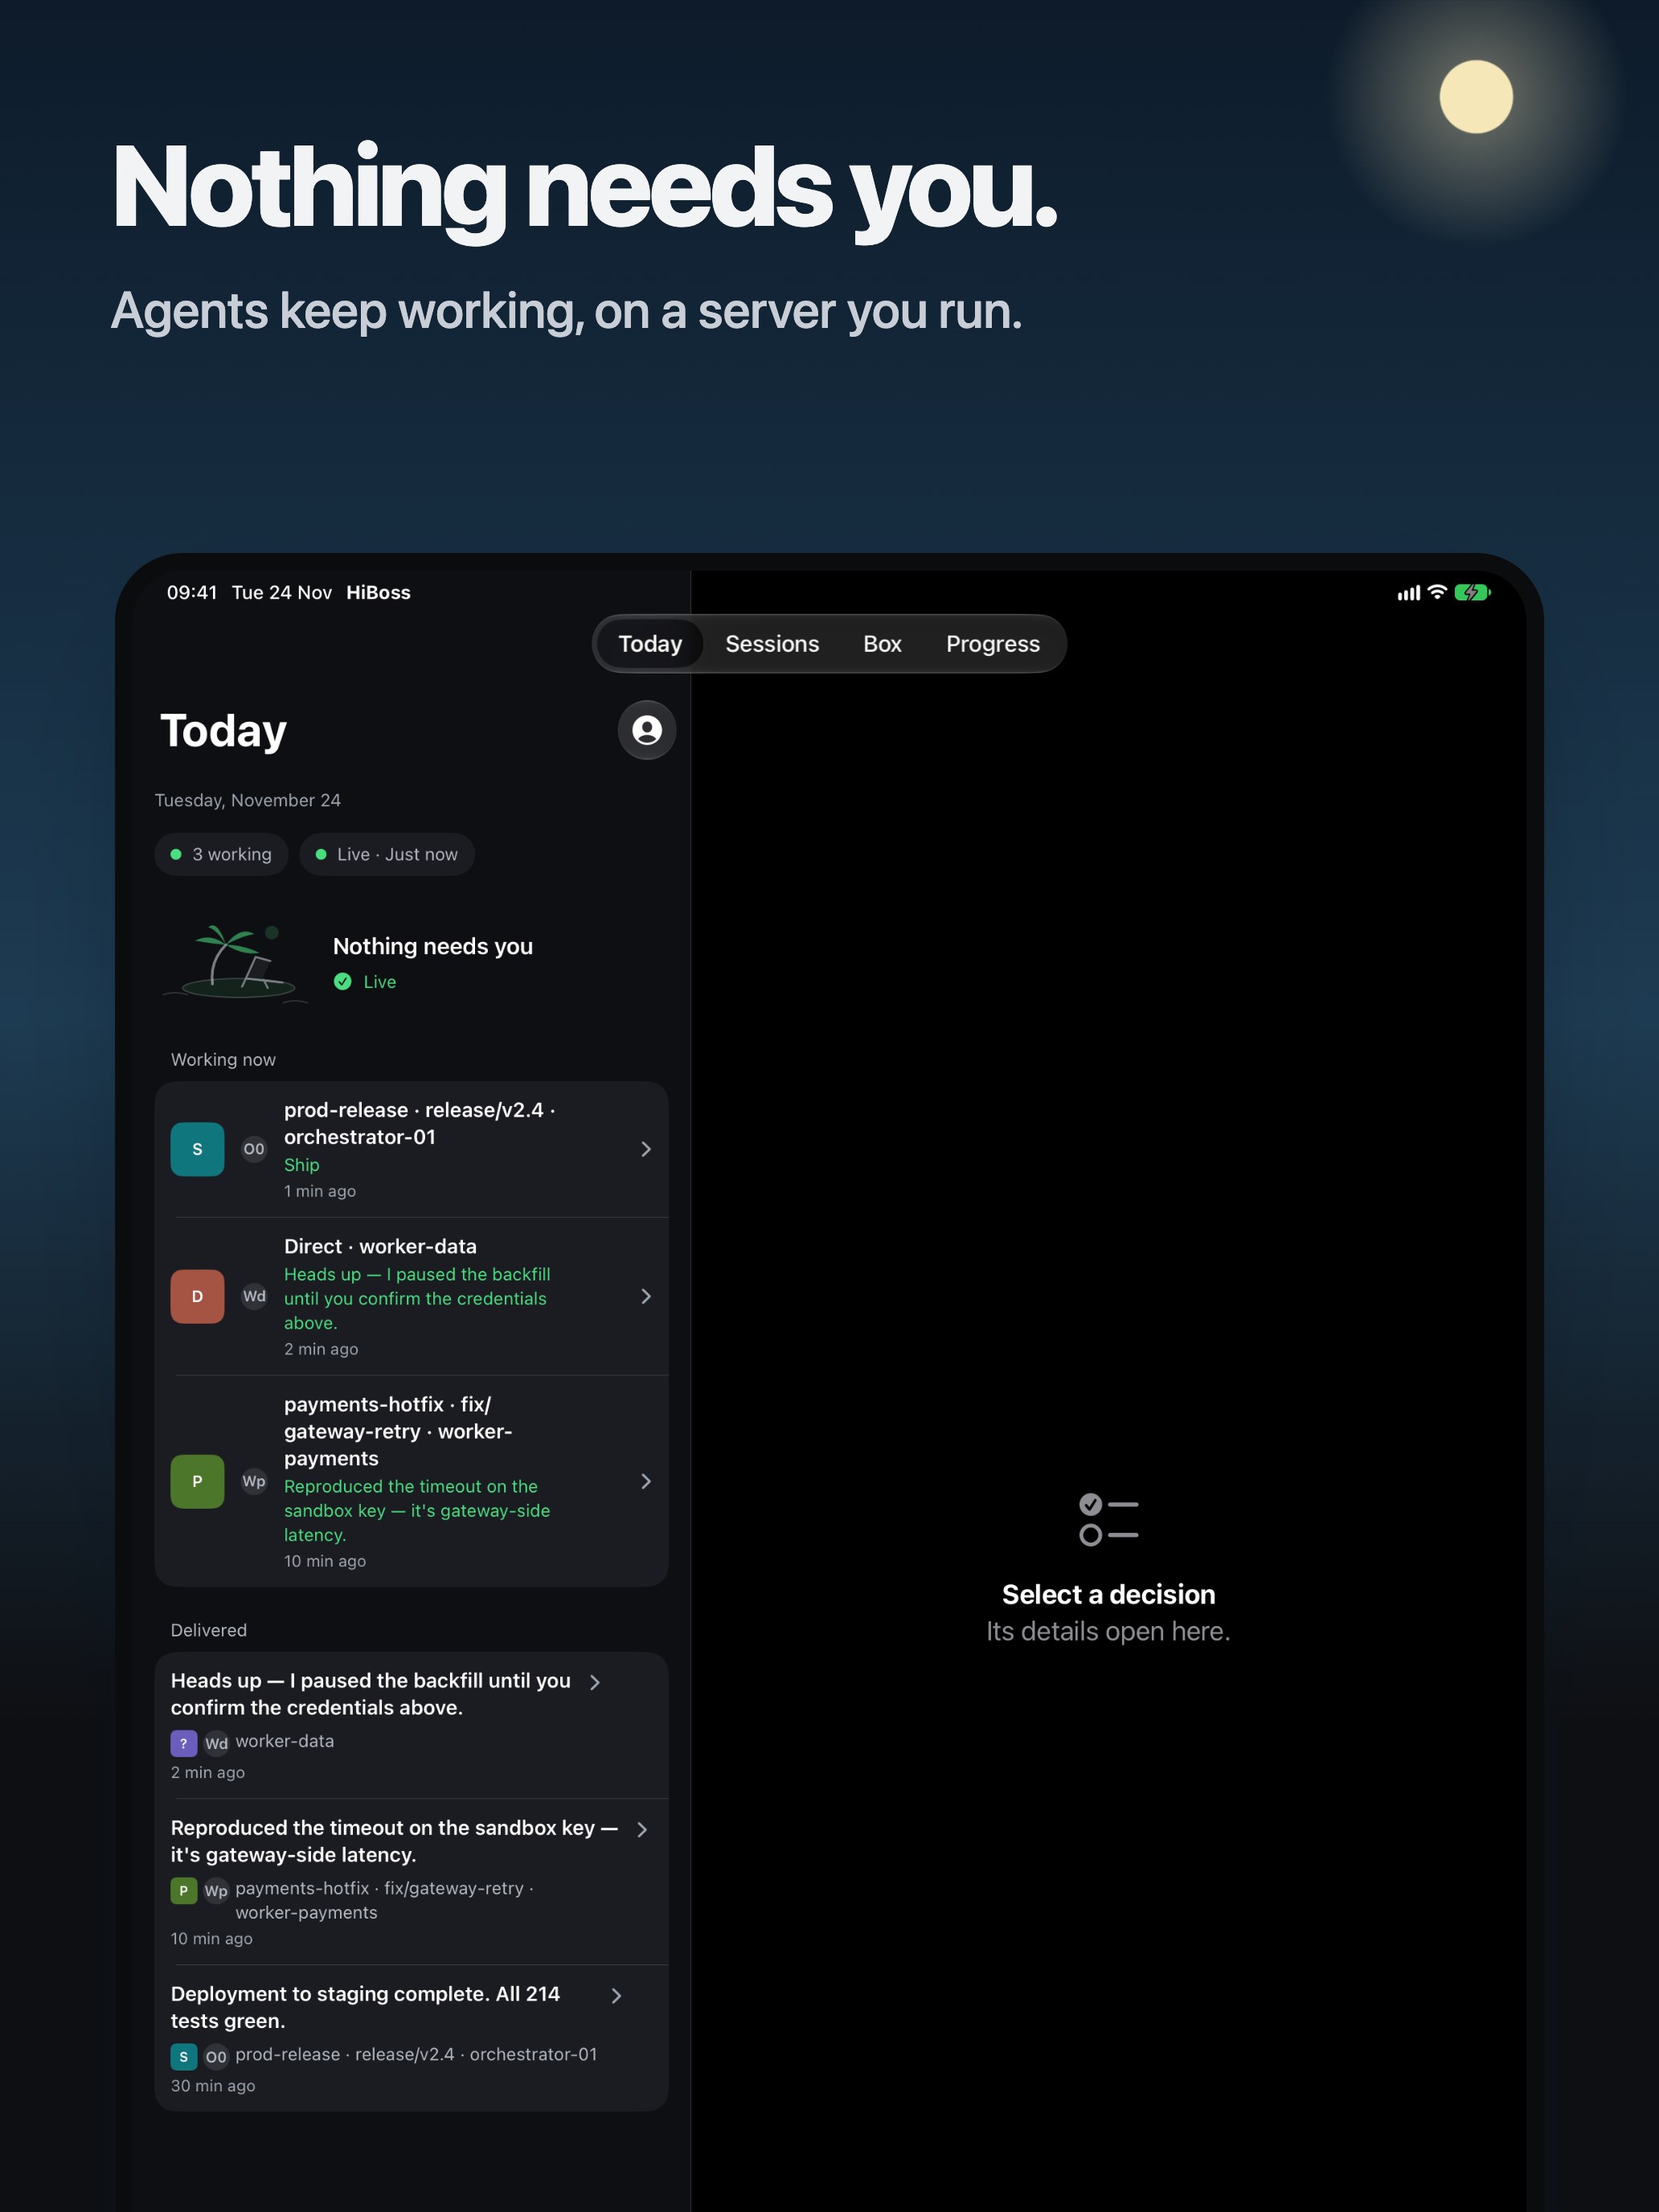 Nothing needs you.
Agents keep working, on a server you run.
09:41 Tue 24 Nov HiBoss
Today Sessions Box Progress
Today
Tuesday, November 24
3 working
Live · Just now
Nothing needs you
Live
Working now
S
O0
prod-release · release/v2.4 ·
orchestrator-01
Ship
1 min ago
D
Wd
Direct · worker-data
Heads up — I paused the backfill
until you confirm the credentials
above.
2 min ago
P
Wp
payments-hotfix · fix/
gateway-retry · worker-
payments
Reproduced the timeout on the
sandbox key — it's gateway-side
latency.
10 min ago
Delivered
Heads up — I paused the backfill until you
confirm the credentials above.
? Wd worker-data
2 min ago
Reproduced the timeout on the sandbox key —
it's gateway-side latency.
P Wp payments-hotfix · fix/gateway-retry ·
worker-payments
10 min ago
Deployment to staging complete. All 214
tests green.
S O0 prod-release · release/v2.4 · orchestrator-01
30 min ago
Select a decision
Its details open here.